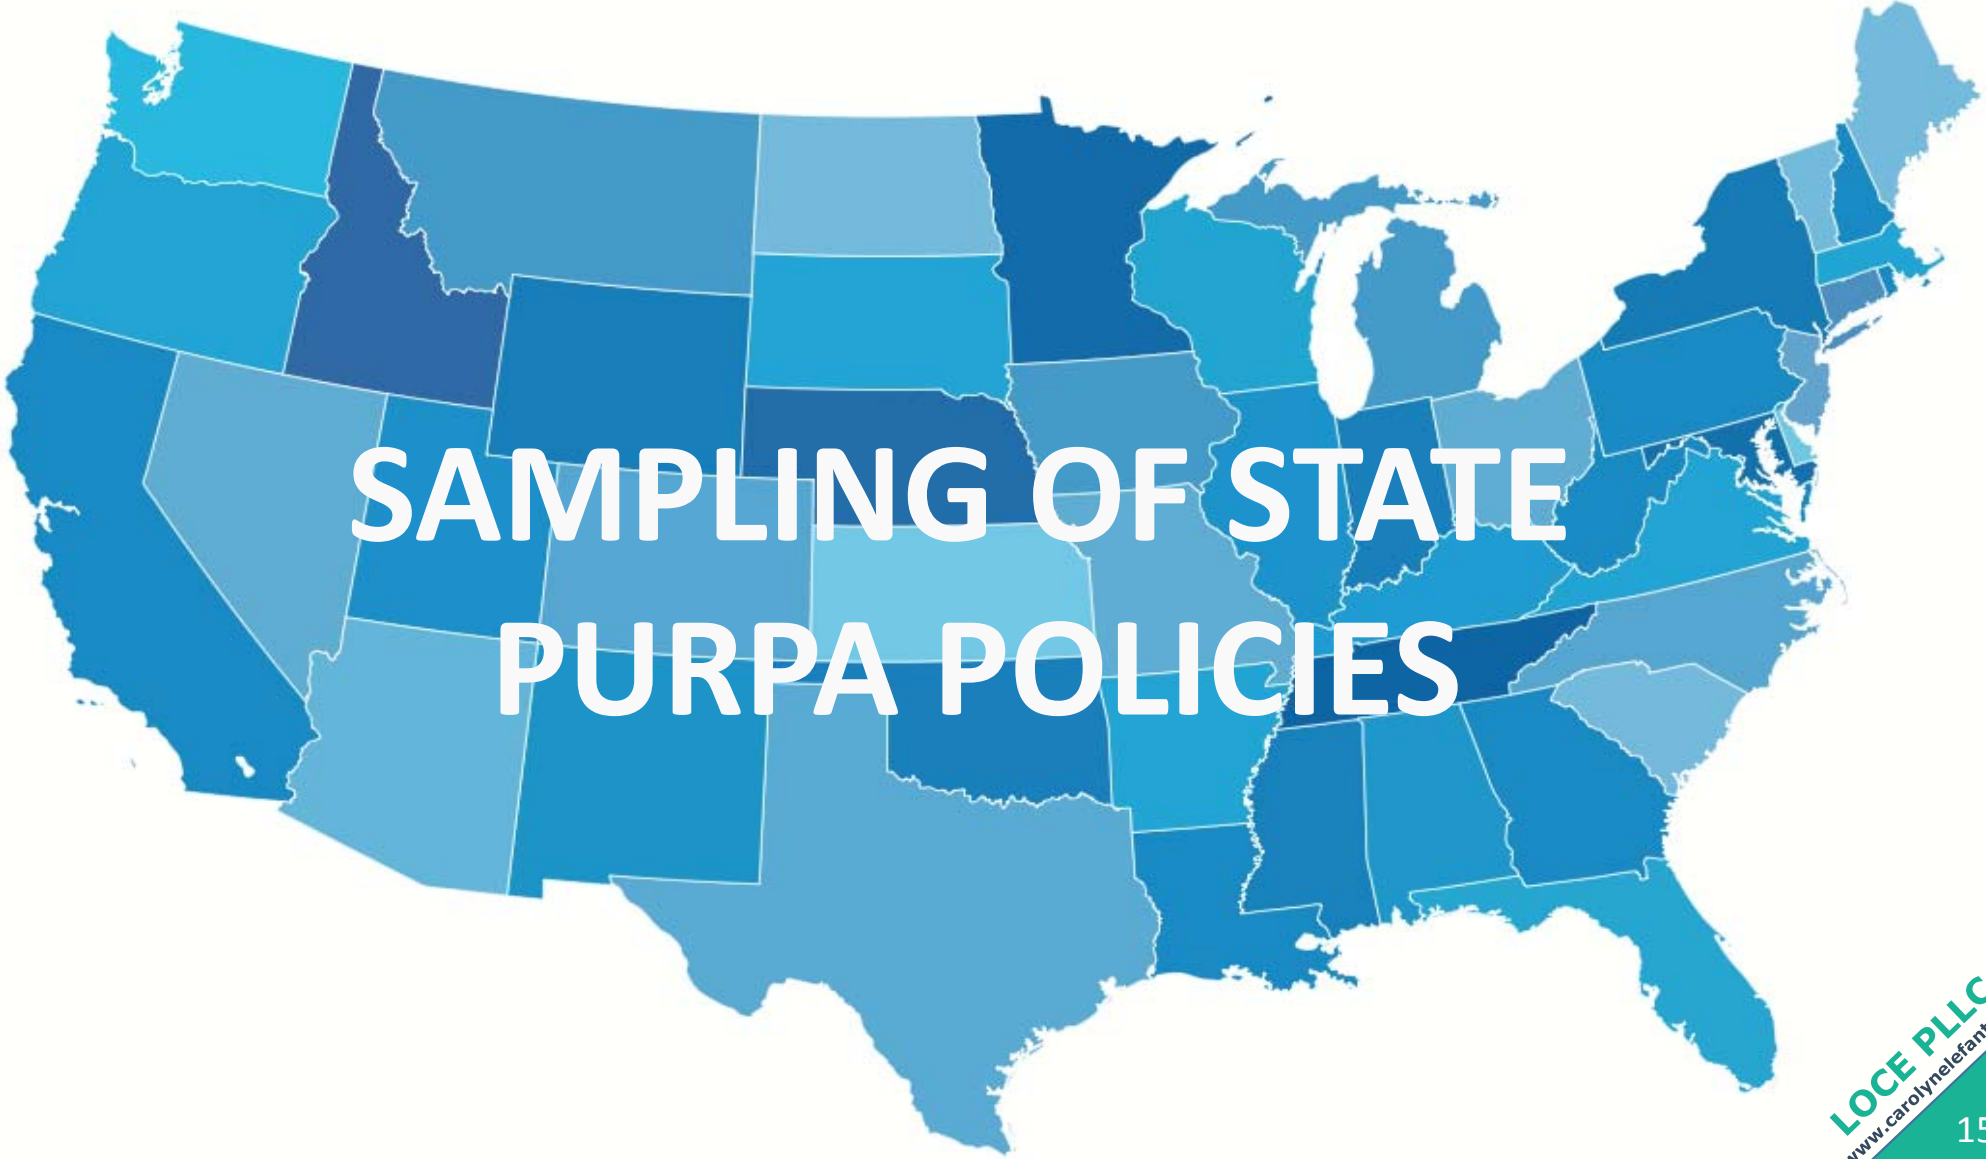 SAMPLING OF STATE
PURPA POLICIES
LOCE PLLC
15